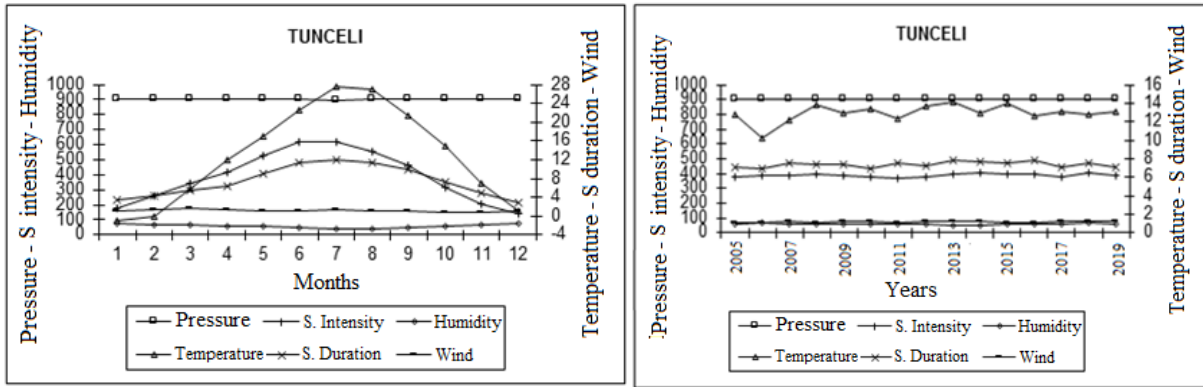 TUNCELI
Pressure - S intensity - Humidity
1000
900
800
700
600
500
400
300
200
100
0
28
24
20
16
12
8
4
0
-4
Temperature - S duration - Wind
1 2 3 4 5 6 7 8 9 10 11 12
Months
Pressure S. Intensity Humidity
Temperature S. Duration Wind
TUNCELI
Pressure - S intensity - Humidity
1000
900
800
700
600
500
400
300
200
100
0
16
14
12
10
8
6
4
2
0
Temperature - S duration - Wind
2005 2007 2009 2011 2013 2015 2017 2019
Years
Pressure S. Intensity Humidity
Temperature S. Duration Wind